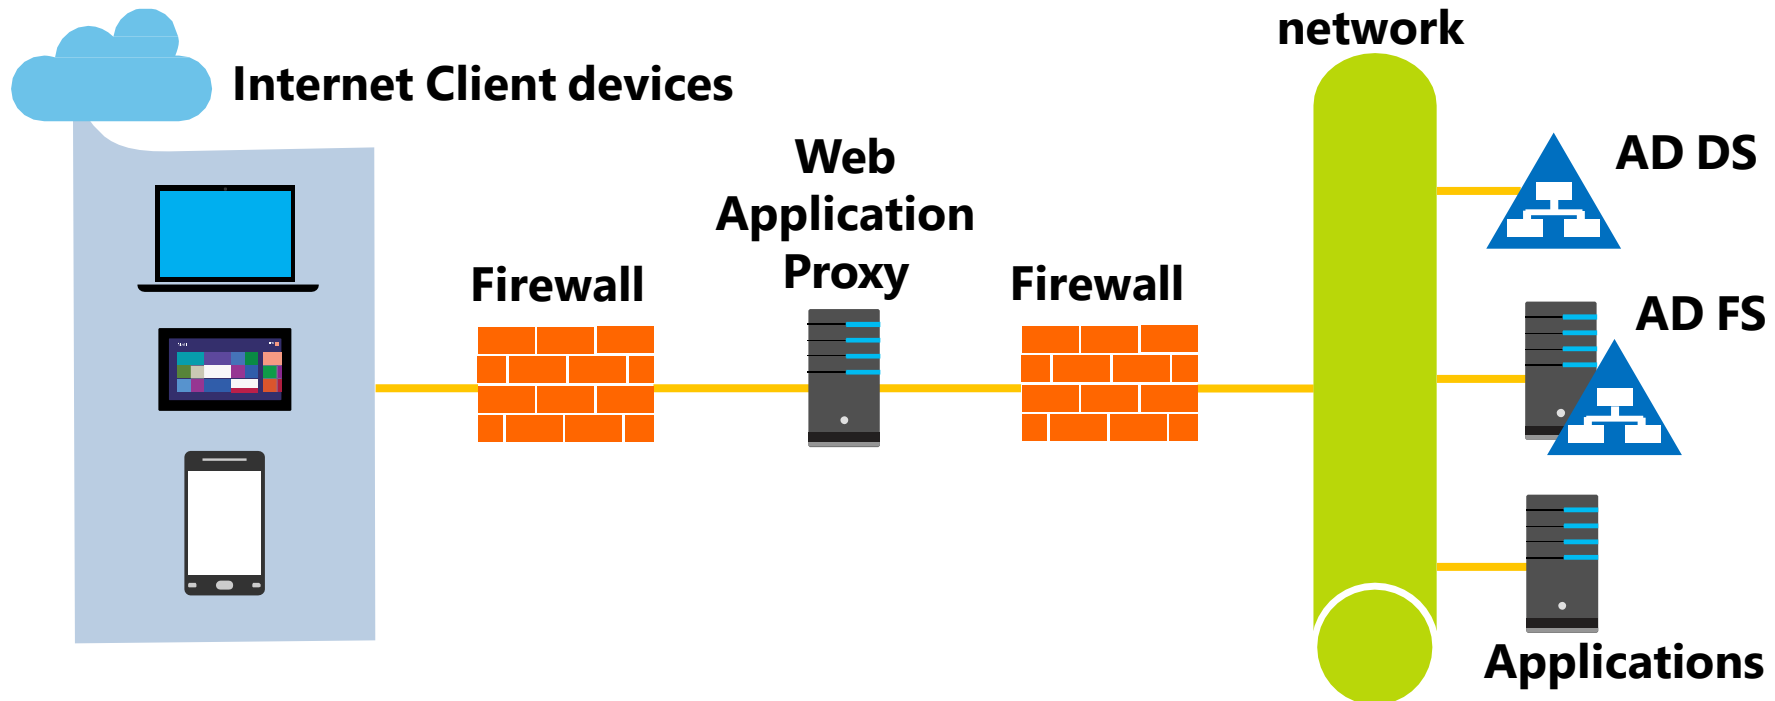 network
Internet Client devices
Web
Application
Proxy
Firewall
Firewall
AD DS
AD FS
Applications